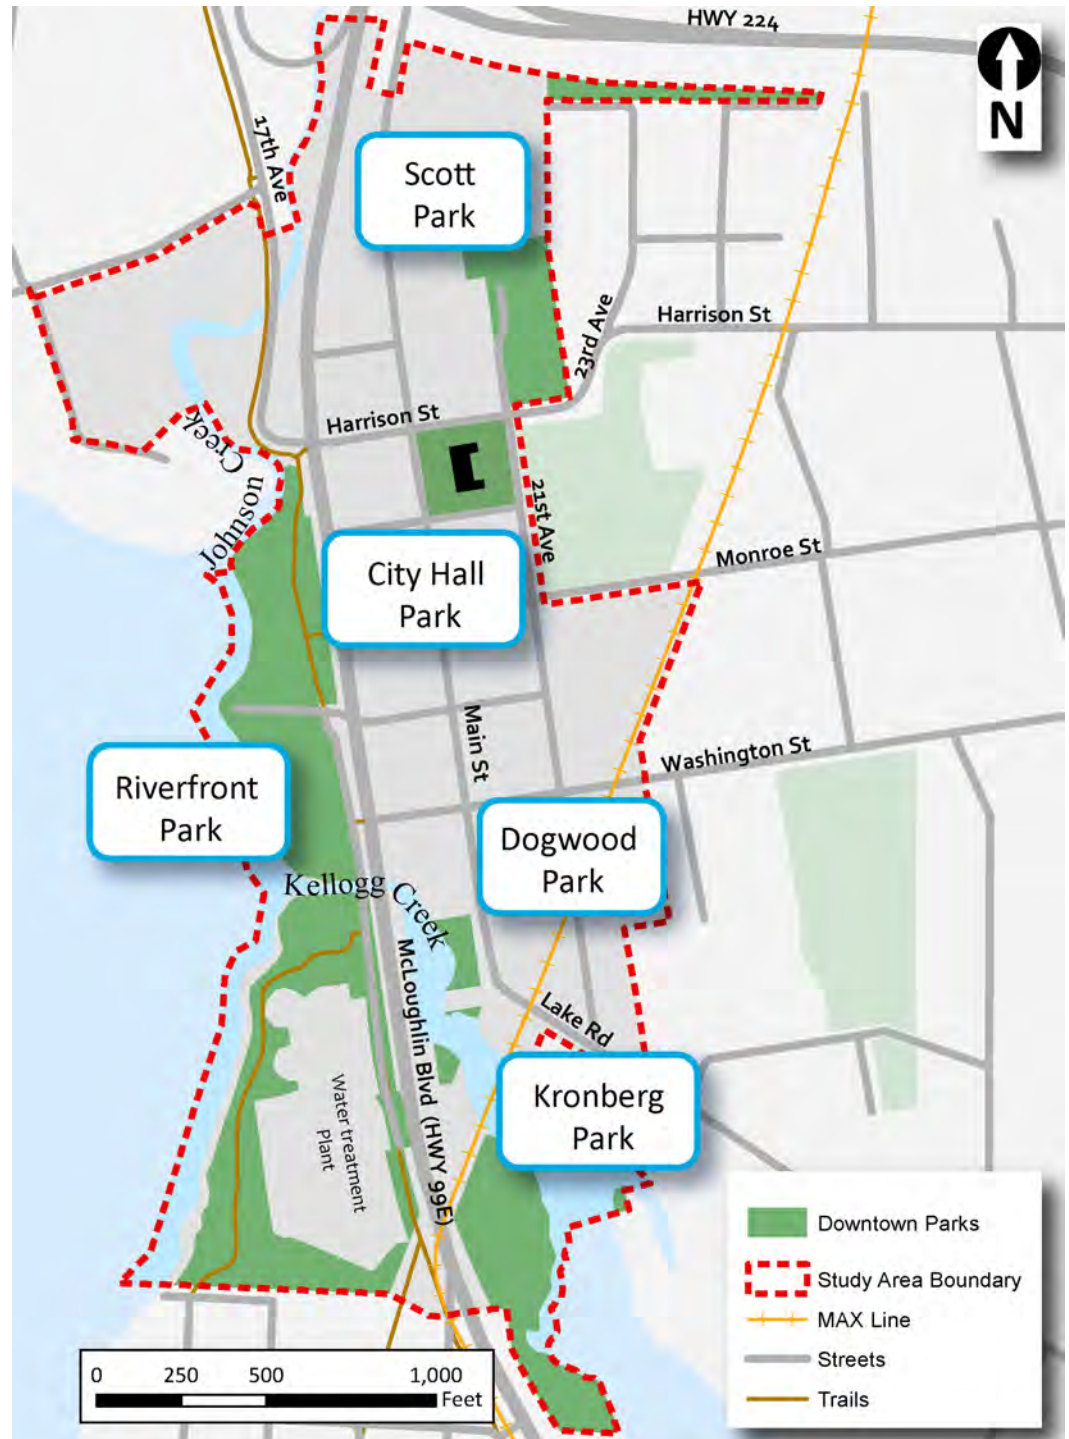 HWY 224
N
17th Ave
Scott
Park
23rd Ave
Harrison St
Harrison St
Johnson Creek
21st Ave
City Hall
Park
Monroe St
Main St
Washington St
Riverfront
Park
Dogwood
Park
Kellogg Creek
McLoughlin Blvd (HWY 99E)
Lake Rd
Kronberg
Park
Water treatment
Plant
Downtown Parks
Study Area Boundary
MAX Line
Streets
Trails
0 250 500 1,000
Feet